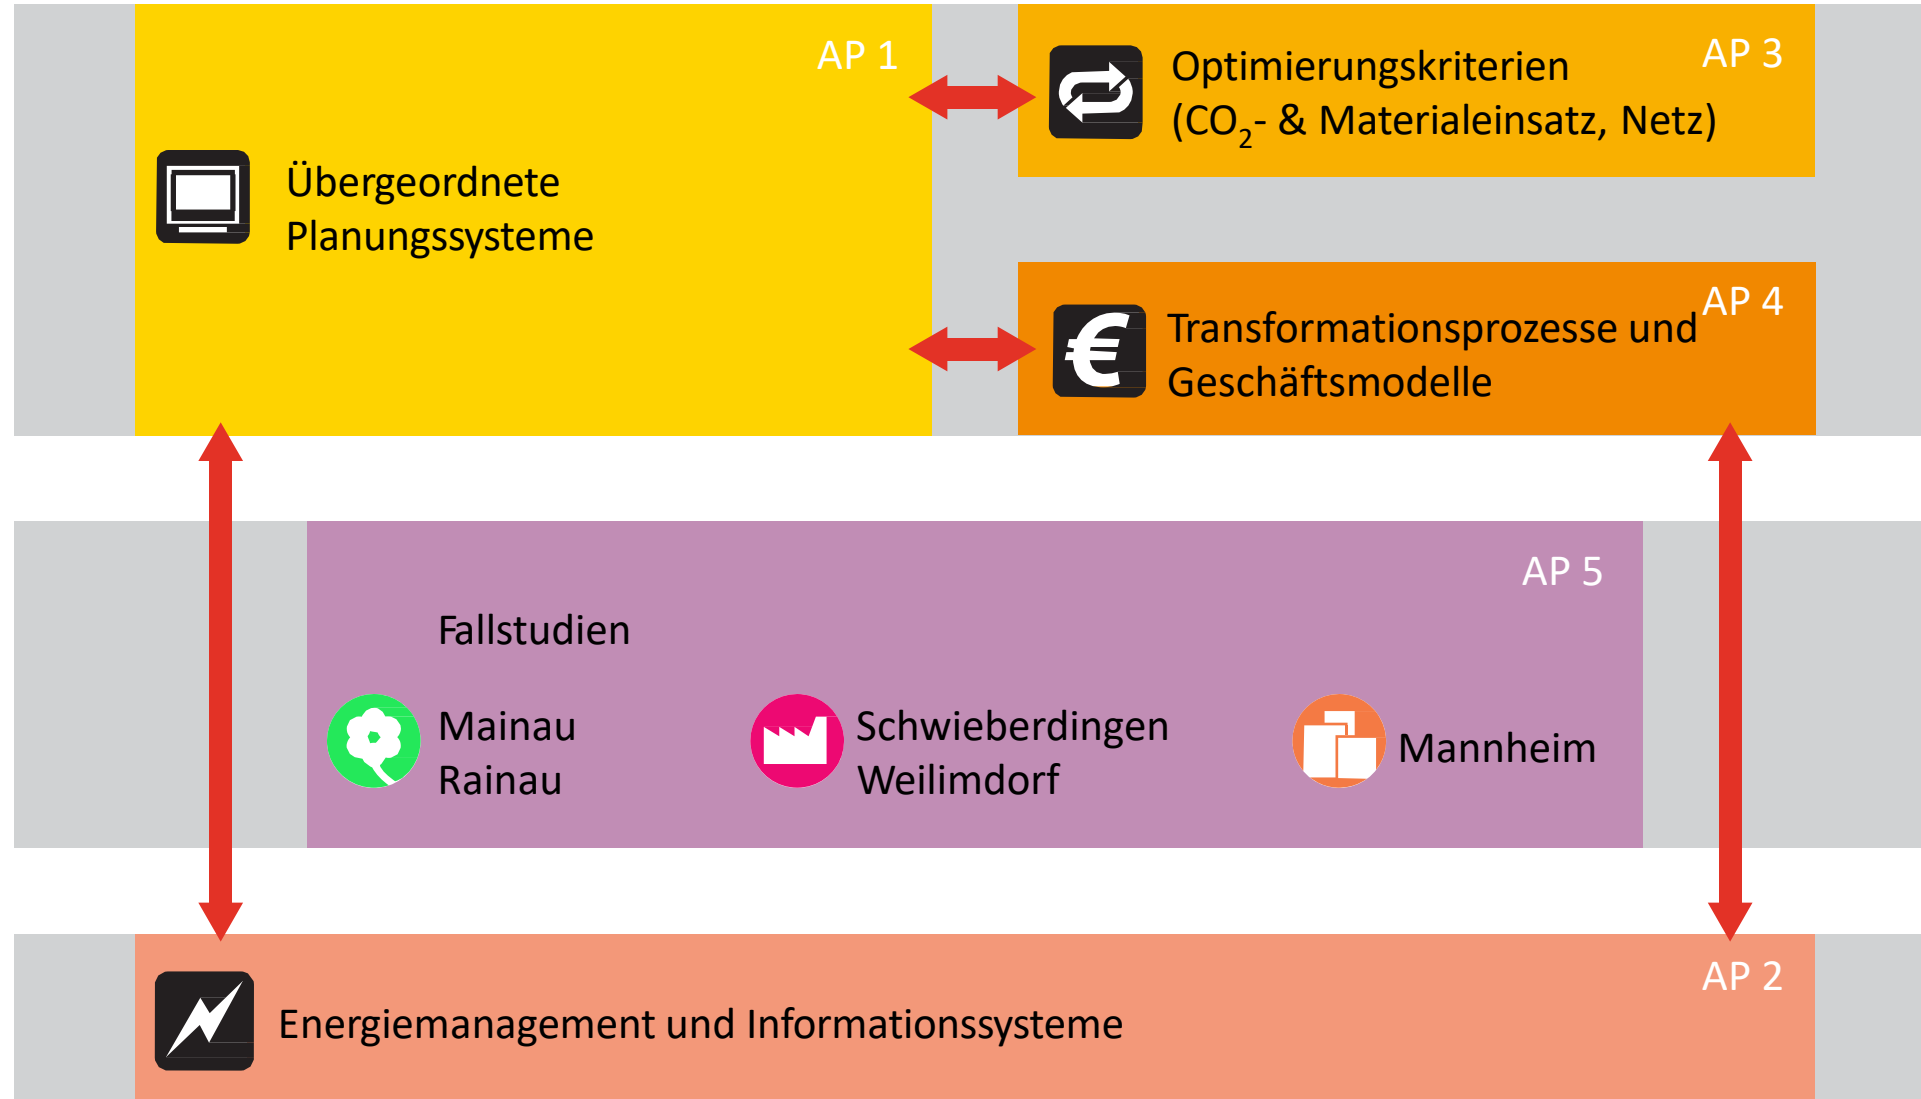 AP 1
Übergeordnete
Planungssysteme
AP 3
Optimierungskriterien
(CO₂- & Materialeinsatz, Netz)
AP 4
€
Transformationsprozesse und
Geschäftsmodelle
AP 5
Fallstudien
Mainau
Rainau
Schwieberdingen
Weilimdorf
Mannheim
AP 2
Energiemanagement und Informationssysteme